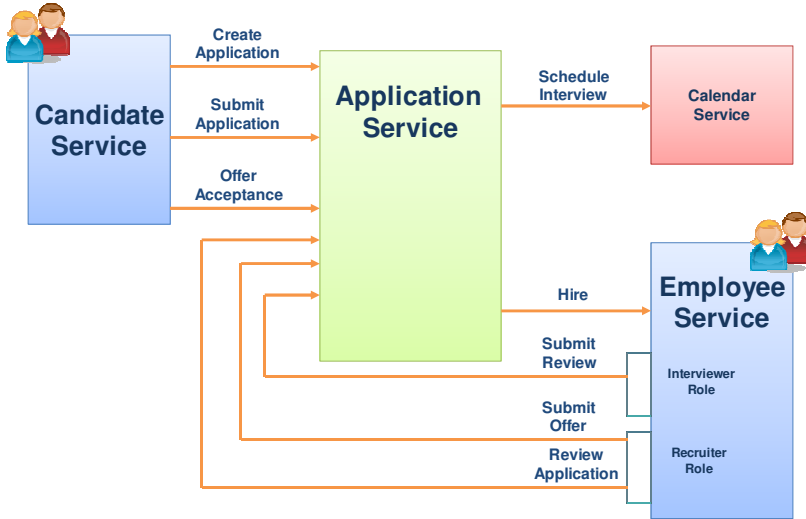 Create
Application
Candidate
Service
Submit
Application
Offer
Acceptance
Application
Service
Schedule
Interview
Calendar
Service
Hire
Employee
Service
Submit
Review
Interviewer
Role
Submit
Offer
Review
Application
Recruiter
Role